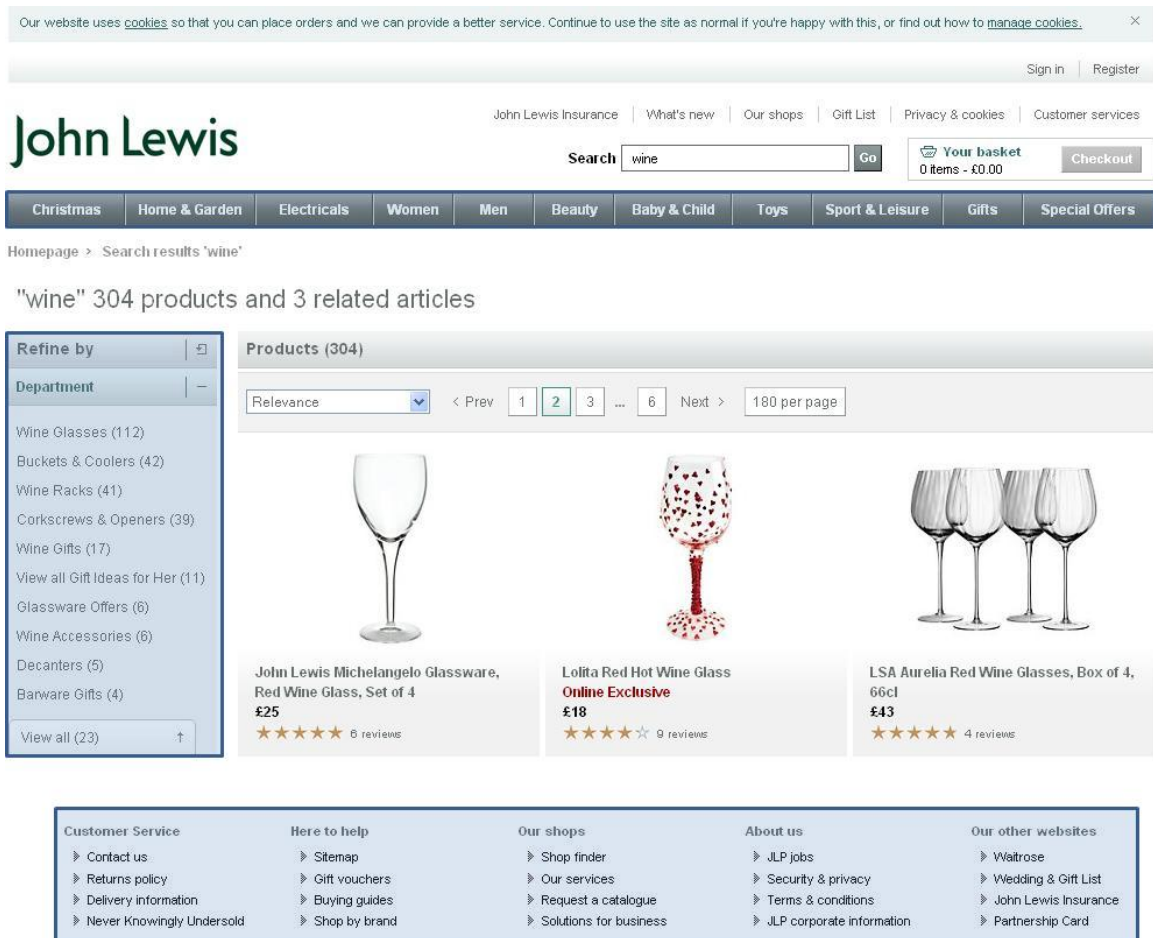 Our website uses cookies so that you can place orders and we can provide a better service. Continue to use the site as normal if you're happy with this, or find out how to manage cookies. ×
Sign in | Register
John Lewis
John Lewis Insurance | What's new | Our shops | Gift List | Privacy & cookies | Customer services
Search wine Go
Your basket
0 items - £0.00
Checkout
Christmas Home & Garden Electricals Women Men Beauty Baby & Child Toys Sport & Leisure Gifts Special Offers
Homepage > Search results 'wine'
"wine" 304 products and 3 related articles
Refine by
Department
Wine Glasses (112)
Buckets & Coolers (42)
Wine Racks (41)
Corkscrews & Openers (39)
Wine Gifts (17)
View all Gift Ideas for Her (11)
Glassware Offers (6)
Wine Accessories (6)
Decanters (5)
Barware Gifts (4)
View all (23)
Products (304)
Relevance < Prev 1 2 3 ... 6 Next > 180 per page
John Lewis Michelangelo Glassware,
Red Wine Glass, Set of 4
£25
6 reviews
Lolita Red Hot Wine Glass
Online Exclusive
£18
9 reviews
LSA Aurelia Red Wine Glasses, Box of 4,
66cl
£43
4 reviews
Customer Service
Contact us
Returns policy
Delivery information
Never Knowingly Undersold
Here to help
Sitemap
Gift vouchers
Buying guides
Shop by brand
Our shops
Shop finder
Our services
Request a catalogue
Solutions for business
About us
JLP jobs
Security & privacy
Terms & conditions
JLP corporate information
Our other websites
Waitrose
Wedding & Gift List
John Lewis Insurance
Partnership Card